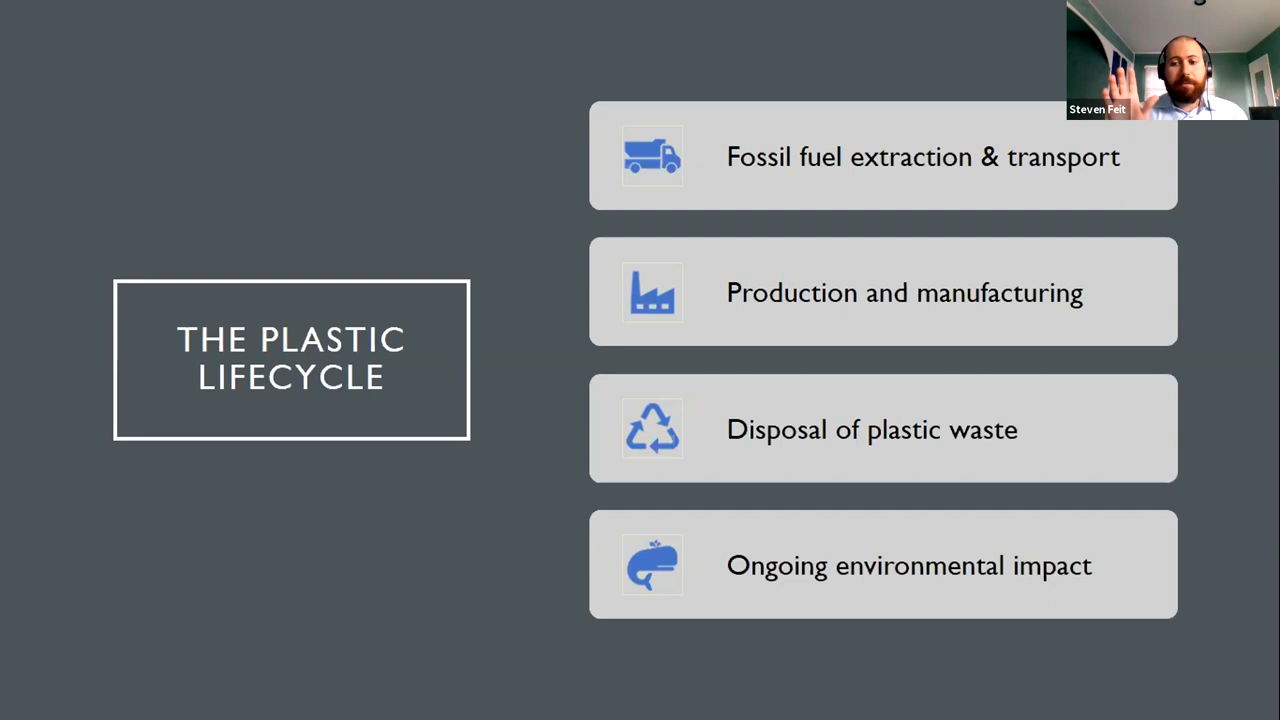 Steven Feit
Fossil fuel extraction & transport
Production and manufacturing
THE PLASTIC
LIFECYCLE
Disposal of plastic waste
Ongoing environmental impact